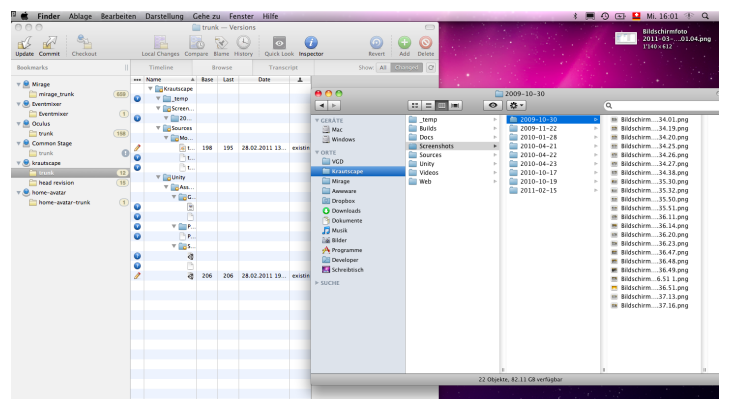 Finder Ablage Bearbeiten Darstellung Gehe zu Fenster Hilfe
Mi. 16:01
trunk — Versions
Update Commit Checkout Local Changes Compare Blame History Quick Look Inspector Revert Add Delete
Bookmarks Timeline Browse Transcript Show All Changed
Name Base Last Date
Mirage
mirage_trunk 659
Eventmixer
Eventmixer 1
Oculus
trunk 158
Common Stage
trunk
krautscape
trunk 12
head revision 16
home-avatar
home-avatar-trunk 1
Krautscape
_temp
Screen...
20...
Sources
Mo...
t... 198 195 28.02.2011 13... existin
t...
t...
Unity
Ass...
G...
P...
P...
S...
206 206 28.02.2011 19... existin
Bildschirmfoto
2011-03-...01.04.png
1'140 × 612
2009-10-30
GERÄTE
Mac
Windows
ORTE
VGD
Krautscape
Mirage
Aweware
Dropbox
Downloads
Dokumente
Musik
Bilder
Programme
Developer
Schreibtisch
SUCHE
_temp
Builds
Docs
Screenshots
Sources
Unity
Videos
Web
2009-10-30
2009-11-22
2010-01-28
2010-04-21
2010-04-22
2010-04-23
2010-10-17
2010-10-19
2011-02-15
Bildschirm...34.01.png
Bildschirm...34.19.png
Bildschirm...34.20.png
Bildschirm...34.25.png
Bildschirm...34.26.png
Bildschirm...34.27.png
Bildschirm...34.38.png
Bildschirm...35.30.png
Bildschirm...35.32.png
Bildschirm...35.50.png
Bildschirm...35.51.png
Bildschirm...36.11.png
Bildschirm...36.14.png
Bildschirm...36.20.png
Bildschirm...36.23.png
Bildschirm...36.47.png
Bildschirm...36.48.png
Bildschirm...36.49.png
Bildschirm...6.51 1.png
Bildschirm...36.51.png
Bildschirm...37.13.png
Bildschirm...37.16.png
22 Objekte, 82.11 GB verfügbar